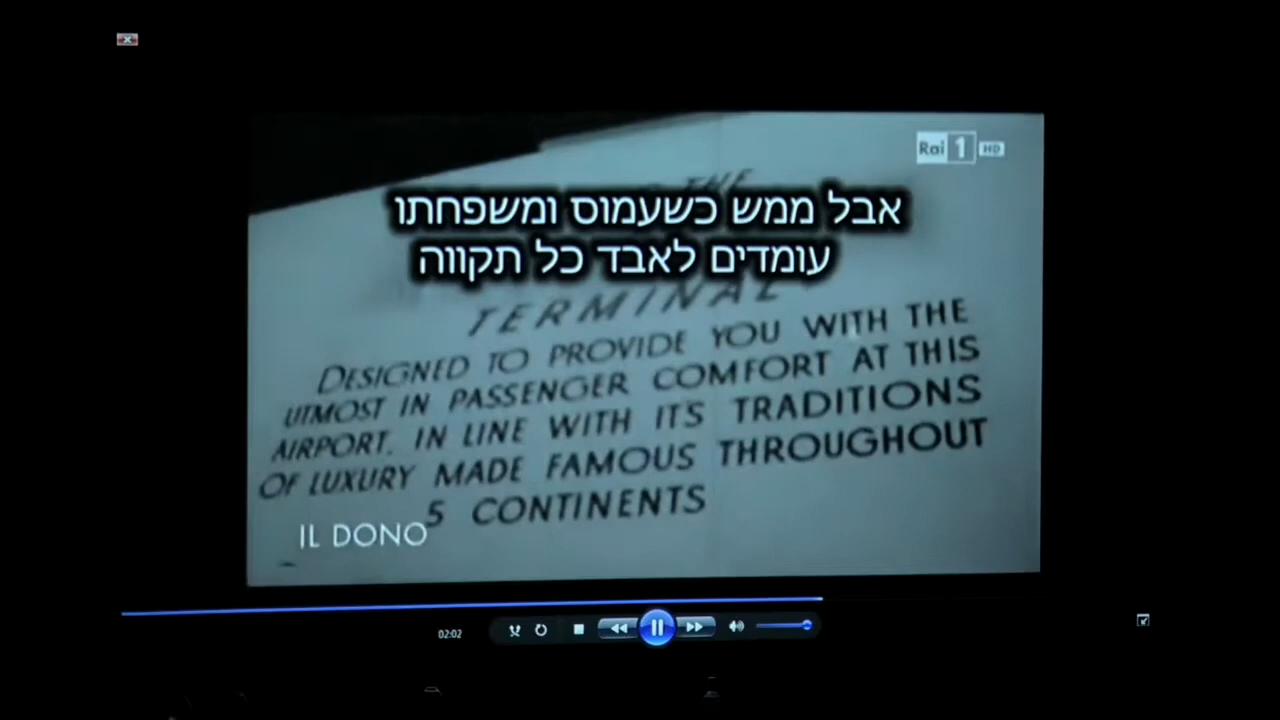 Rai 1 HD
THE
אבל ממש כשעמוס ומשפחתו
עומדים לאבד כל תקווה
TERMINAL
DESIGNED TO PROVIDE YOU WITH THE
UTMOST IN PASSENGER COMFORT AT THIS
AIRPORT. IN LINE WITH ITS TRADITIONS
OF LUXURY MADE FAMOUS THROUGHOUT
5 CONTINENTS
IL DONO
02:02